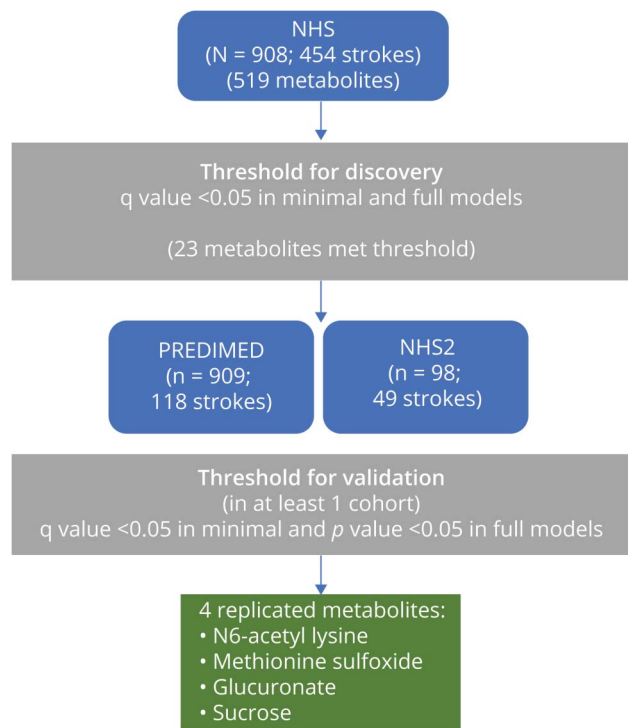 NHS
(N = 908; 454 strokes)
(519 metabolites)
Threshold for discovery
q value <0.05 in minimal and full models
(23 metabolites met threshold)
PREDIMED
(n = 909;
118 strokes)
NHS2
(n = 98;
49 strokes)
Threshold for validation
(in at least 1 cohort)
q value <0.05 in minimal and p value <0.05 in full models
4 replicated metabolites:
• N6-acetyl lysine
• Methionine sulfoxide
• Glucuronate
• Sucrose